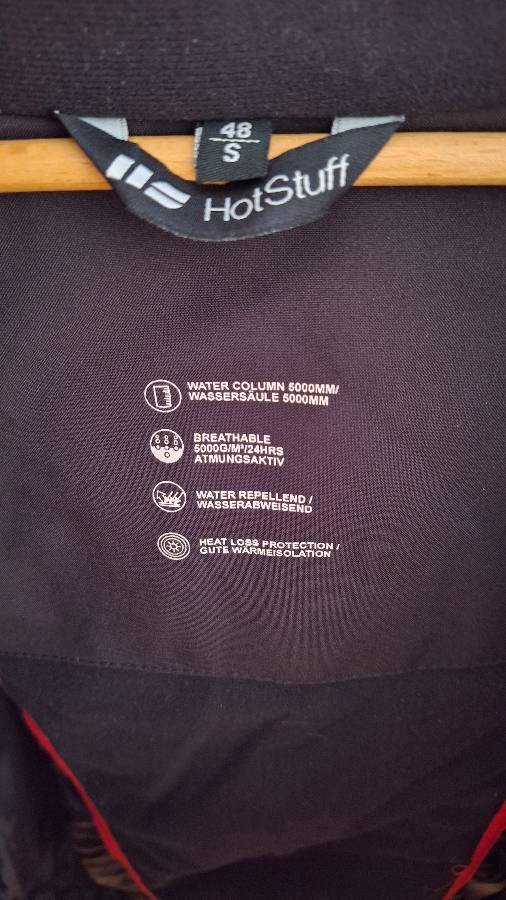 48
S
HotStuff
WATER COLUMN 5000MM/
WASSERSÄULE 5000MM
BREATHABLE
5000G/M²/24HRS
ATMUNGSAKTIV
WATER REPELLEND /
WASSERABWEISEND
HEAT LOSS PROTECTION /
GUTE WÄRMEISOLATION